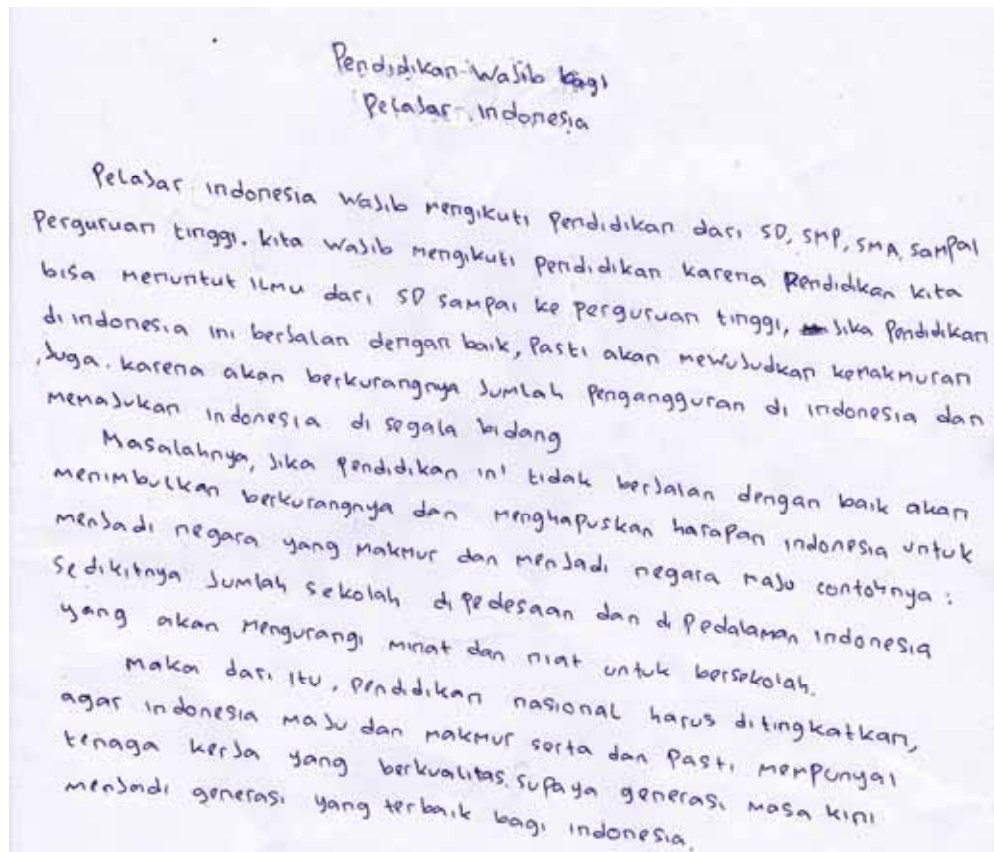 Pendidikan Wajib bagi
Pelajar Indonesia
Pelajar indonesia wajib mengikuti Pendidikan dari SD, SMP, SMA sampai
Perguruan tinggi. kita wajib mengikuti pendidikan karena Pendidikan kita
bisa menuntut ilmu dari SD sampai ke perguruan tinggi, Jika Pendidikan
di indonesia ini berjalan dengan baik, Pasti akan mewujudkan kemakmuran
Juga. karena akan berkurangnya Jumlah pengangguran di indonesia dan
memajukan indonesia di segala bidang
Masalahnya, Jika pendidikan ini tidak berjalan dengan baik akan
menimbulkan berkurangnya dan menghapuskan harapan indonesia untuk
menjadi negara yang makmur dan menjadi negara maju contohnya :
Sedikitnya Jumlah sekolah di pedesaan dan di pedalaman indonesia
yang akan mengurangi minat dan niat untuk bersekolah.
Maka dari itu, pendidikan nasional harus ditingkatkan,
agar indonesia maju dan makmur serta dan Pasti mempunyai
tenaga kerja yang berkualitas. Supaya generasi masa kini
menjadi generasi yang terbaik bagi indonesia.